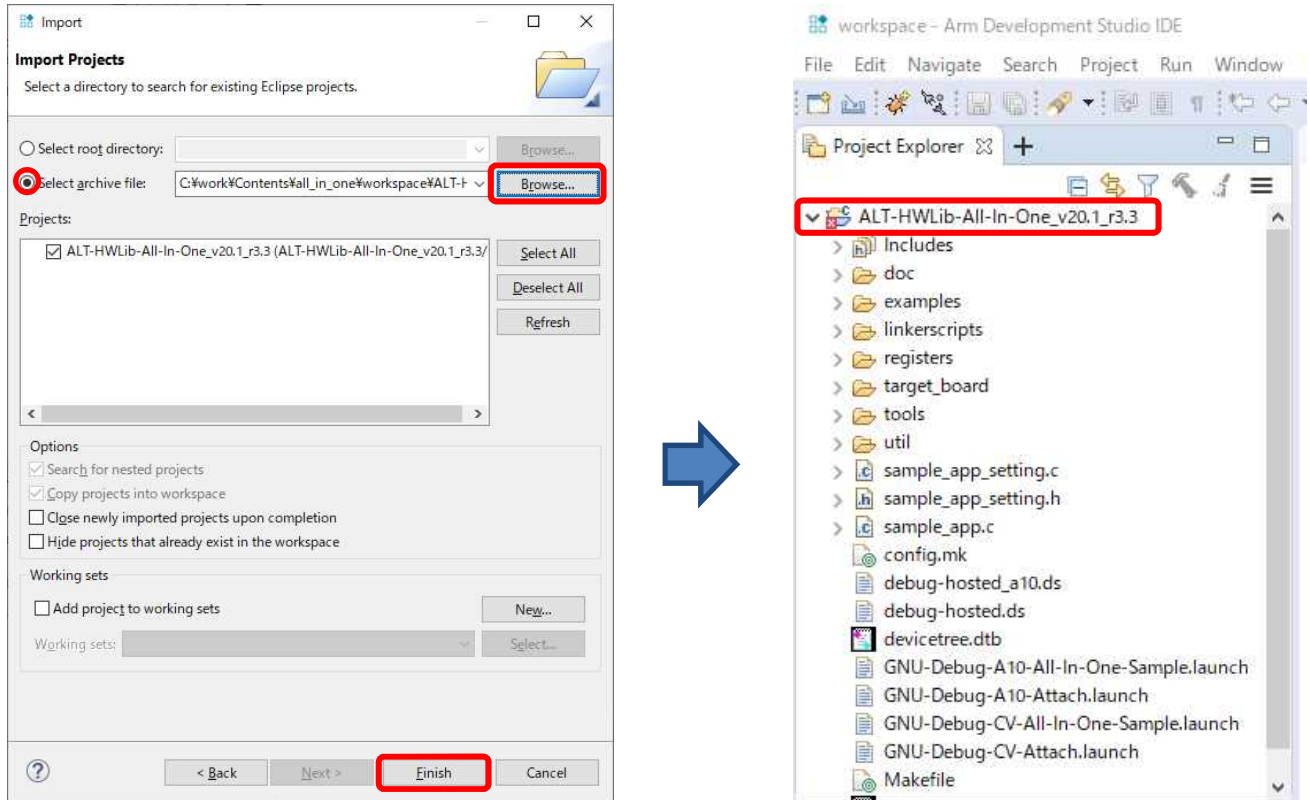 Import
Import Projects
Select a directory to search for existing Eclipse projects.
Select root directory:
Browse...
Select archive file:
C:¥work¥Contents¥all_in_one¥workspace¥ALT-H
Browse...
Projects:
ALT-HWLib-All-In-One_v20.1_r3.3 (ALT-HWLib-All-In-One_v20.1_r3.3/
Select All
Deselect All
Refresh
Options
Search for nested projects
Copy projects into workspace
Close newly imported projects upon completion
Hide projects that already exist in the workspace
Working sets
Add project to working sets
New...
Working sets:
Select...
< Back
Next >
Finish
Cancel
workspace - Arm Development Studio IDE
File Edit Navigate Search Project Run Window
Project Explorer
ALT-HWLib-All-In-One_v20.1_r3.3
Includes
doc
examples
linkerscripts
registers
target_board
tools
util
sample_app_setting.c
sample_app_setting.h
sample_app.c
config.mk
debug-hosted_a10.ds
debug-hosted.ds
devicetree.dtb
GNU-Debug-A10-All-In-One-Sample.launch
GNU-Debug-A10-Attach.launch
GNU-Debug-CV-All-In-One-Sample.launch
GNU-Debug-CV-Attach.launch
Makefile